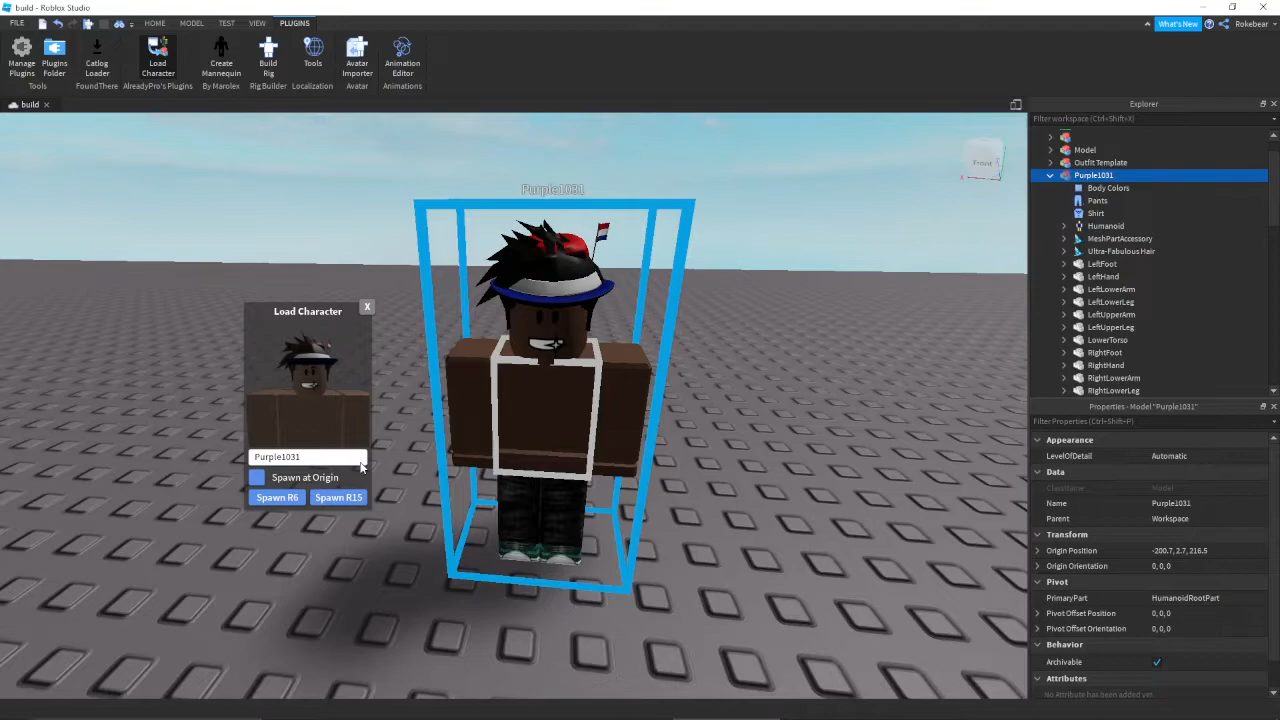 build - Roblox Studio
FILE HOME MODEL TEST VIEW PLUGINS What's New Rokebear
Manage Plugins
Plugins Folder
Tools
Catlog Loader
FoundThere
Load Character
AlreadyPro's Plugins
Create Mannequin
By Marolex
Build Rig
Rig Builder
Tools
Localization
Avatar Importer
Avatar
Animation Editor
Animations
build
Purple1031
Front
Load Character
X
Purple1031
Spawn at Origin
Spawn R6 Spawn R15
Explorer
Filter workspace (Ctrl+Shift+X)
Model
Outfit Template
Purple1031
Body Colors
Pants
Shirt
Humanoid
MeshPartAccessory
Ultra-Fabulous Hair
LeftFoot
LeftHand
LeftLowerArm
LeftLowerLeg
LeftUpperArm
LeftUpperLeg
LowerTorso
RightFoot
RightHand
RightLowerArm
RightLowerLeg
Properties - Model "Purple1031"
Filter Properties (Ctrl+Shift+P)
Appearance
LevelOfDetail Automatic
Data
ClassName Model
Name Purple1031
Parent Workspace
Transform
Origin Position -200.7, 2.7, 216.5
Origin Orientation 0, 0, 0
Pivot
PrimaryPart HumanoidRootPart
Pivot Offset Position 0, 0, 0
Pivot Offset Orientation 0, 0, 0
Behavior
Archivable
Attributes
No Attribute has been added yet